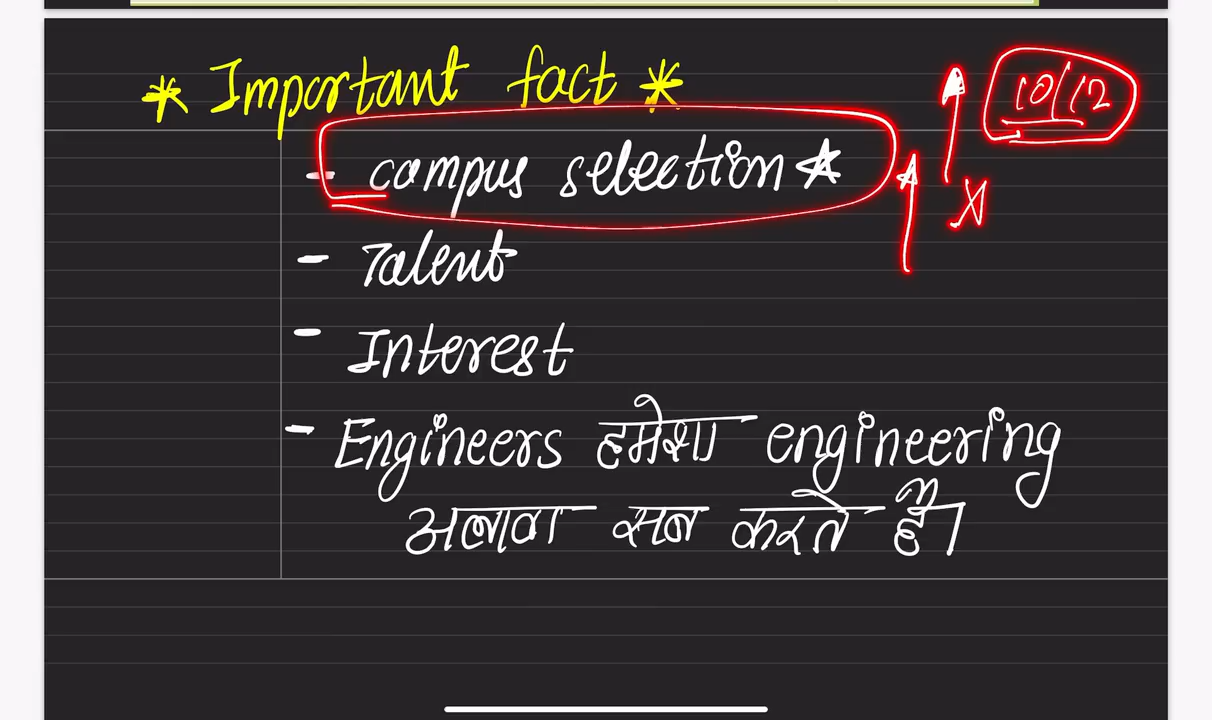 * Important fact *
10/12
- campus selection ★
X
- Talent
- Interest
- Engineers हमेशा engineering
अलावा सब करते हैं।